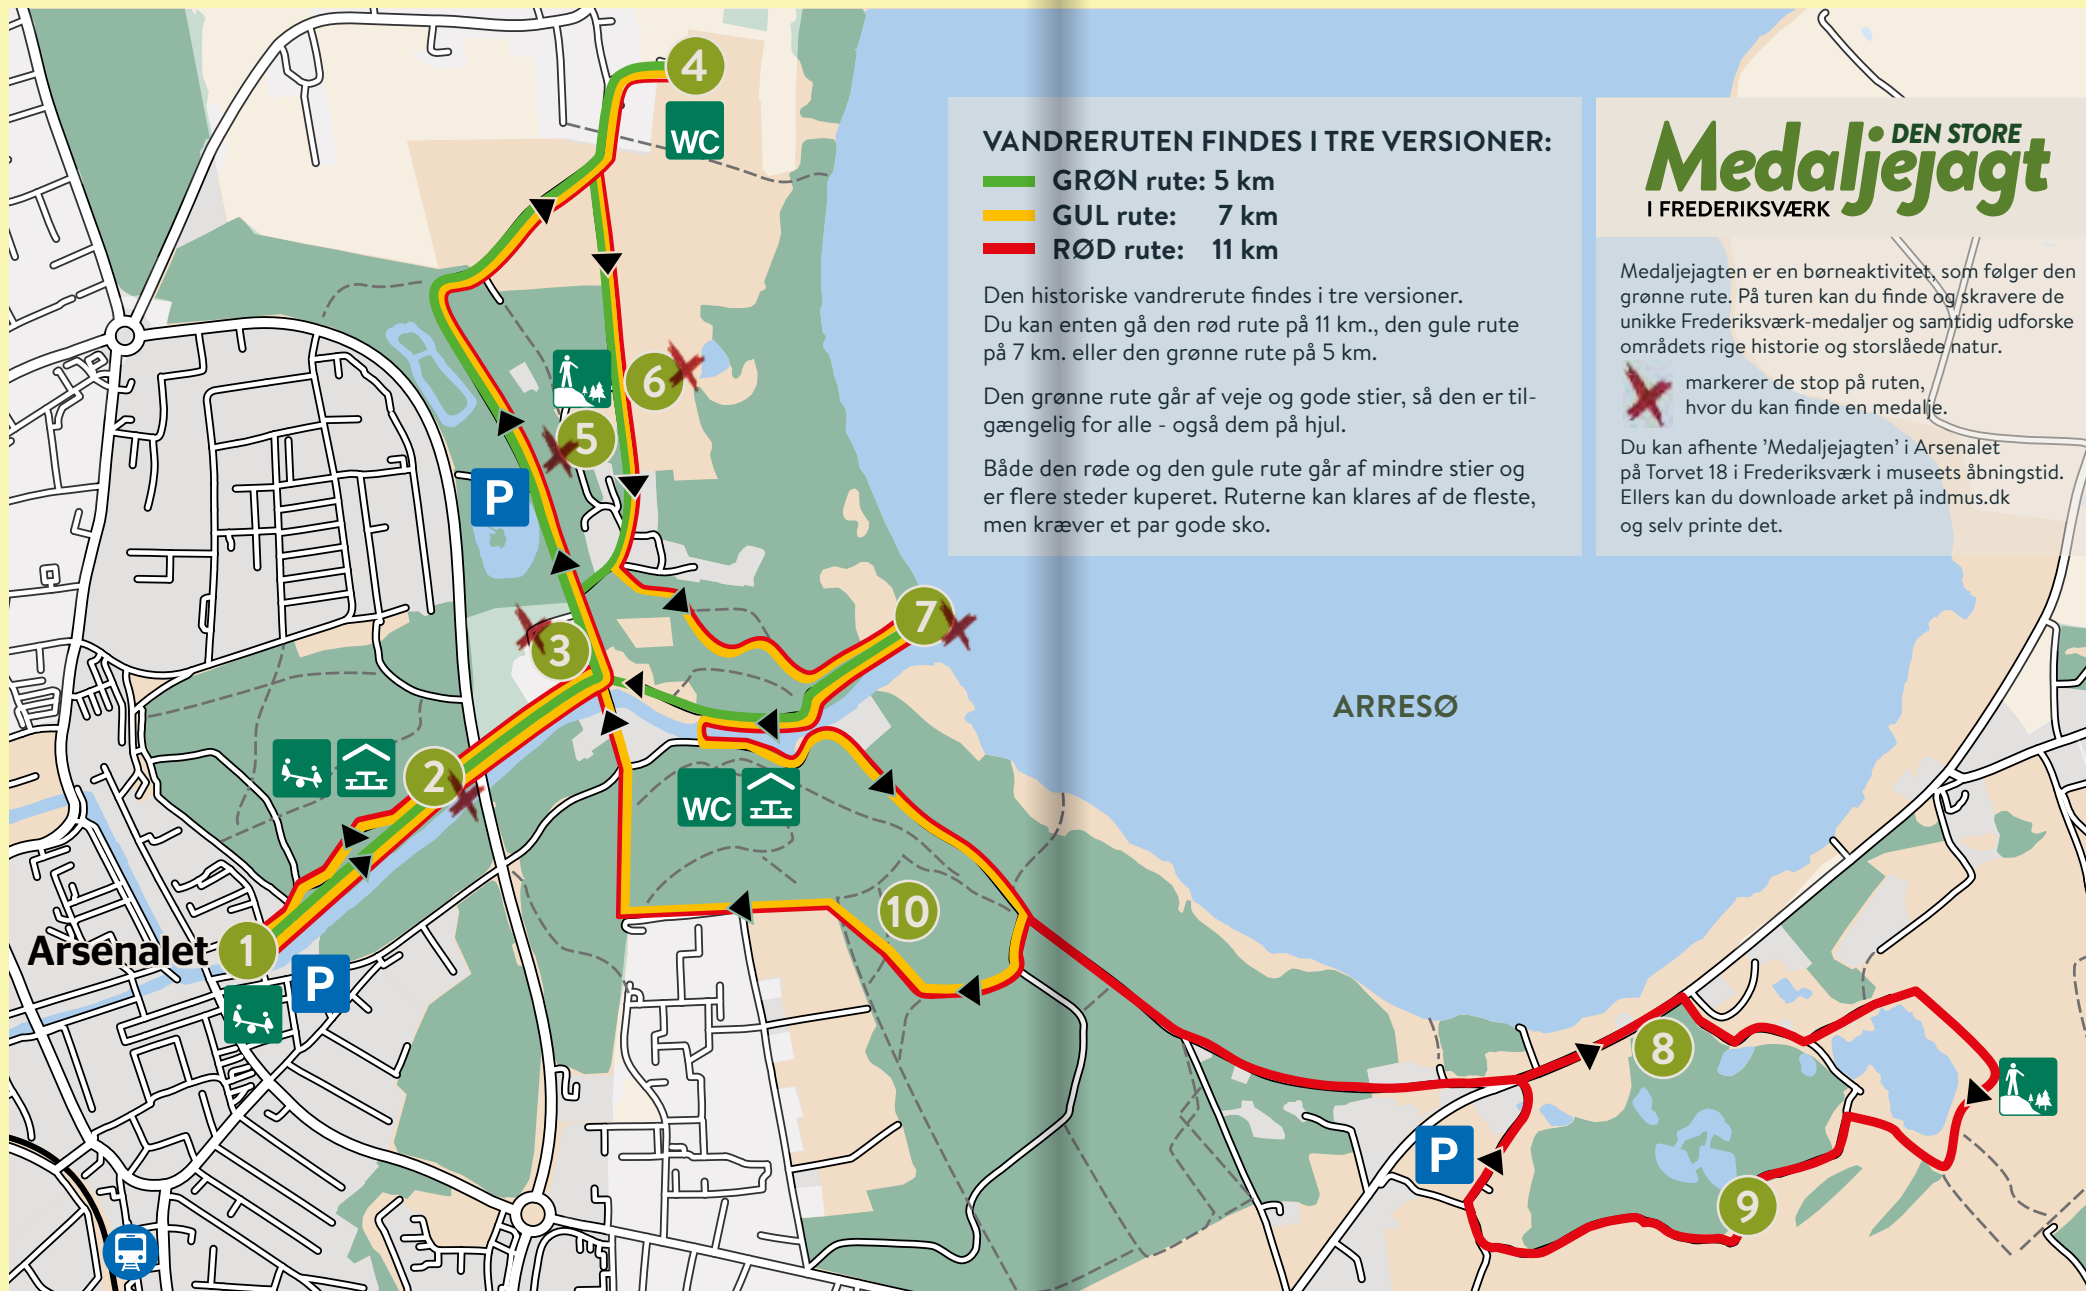 VANDRERUTEN FINDES I TRE VERSIONER:
GRØN rute: 5 km
GUL rute: 7 km
RØD rute: 11 km
Den historiske vandrerute findes i tre versioner.
Du kan enten gå den rød rute på 11 km., den gule rute
på 7 km. eller den grønne rute på 5 km.
Den grønne rute går af veje og gode stier, så den er til-
gængelig for alle - også dem på hjul.
Både den røde og den gule rute går af mindre stier og
er flere steder kuperet. Ruterne kan klares af de fleste,
men kræver et par gode sko.
DEN STORE
Medaljejagt
I FREDERIKSVÆRK
Medaljejagten er en børneaktivitet, som følger den
grønne rute. På turen kan du finde og skravere de
unikke Frederiksværk-medaljer og samtidig udforske
områdets rige historie og storslåede natur.
markerer de stop på ruten,
hvor du kan finde en medalje.
Du kan afhente 'Medaljejagten' i Arsenalet
på Torvet 18 i Frederiksværk i museets åbningstid.
Ellers kan du downloade arket på indmus.dk
og selv printe det.
4
WC
6
5
P
7
3
ARRESØ
2
WC
10
Arsenalet
1
P
8
P
9